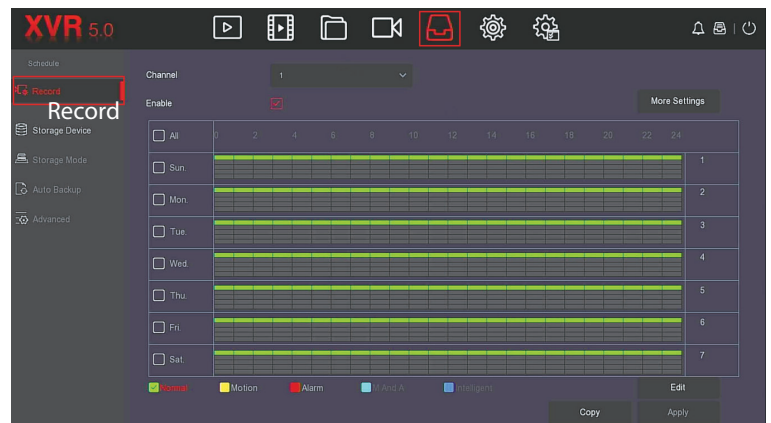 XVR 5.0
Schedule
Record
Record
Storage Device
Storage Mode
Auto Backup
Advanced
Channel 1
Enable More Settings
All 0 2 4 6 8 10 12 14 16 18 20 22 24
Sun. 1
Mon. 2
Tue. 3
Wed. 4
Thu. 5
Fri. 6
Sat. 7
Normal Motion Alarm M And A Intelligent Edit
Copy Apply